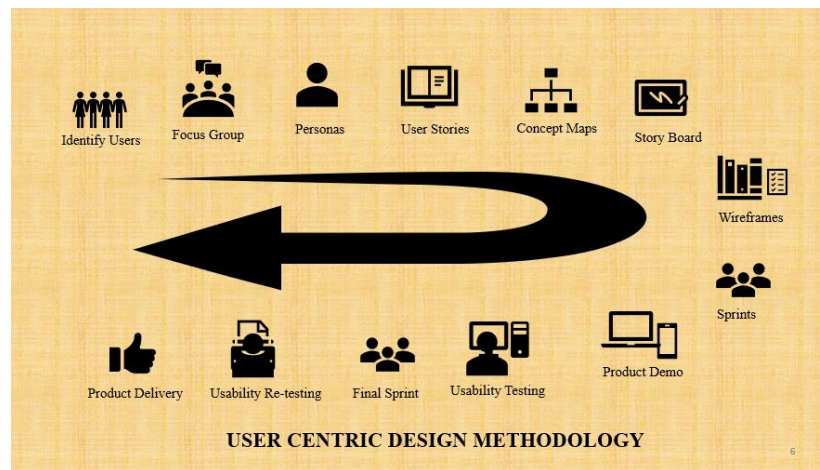 Identify Users
Focus Group
Personas
User Stories
Concept Maps
Story Board
Wireframes
Sprints
Product Demo
Usability Testing
Final Sprint
Usability Re-testing
Product Delivery
USER CENTRIC DESIGN METHODOLOGY
6